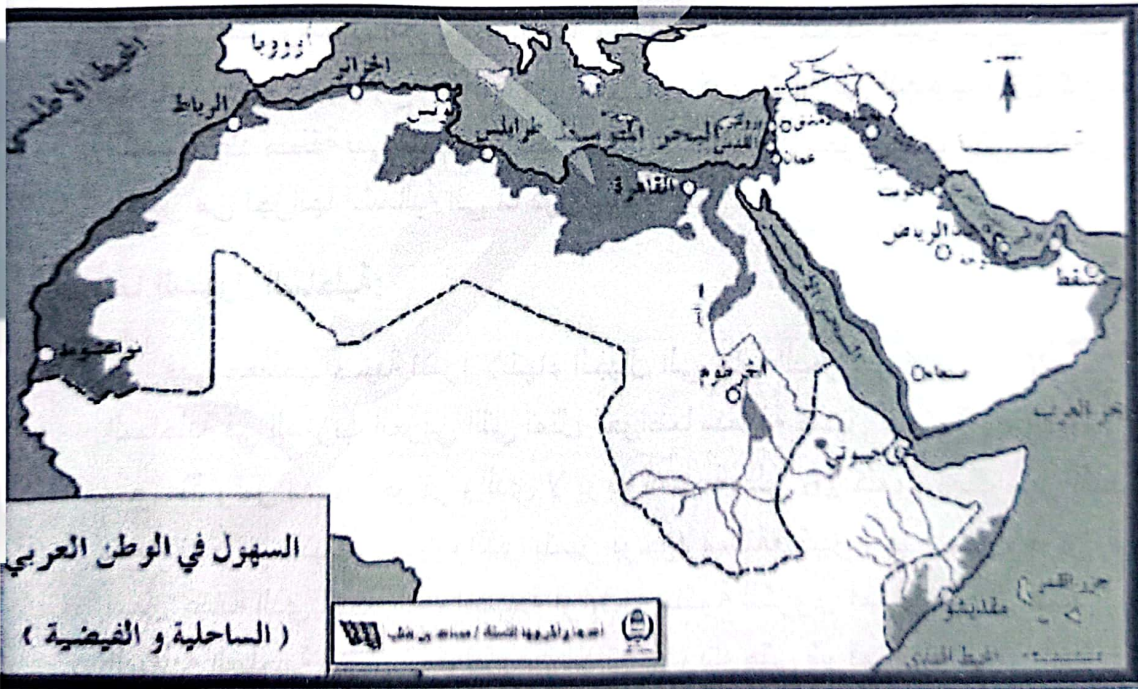 أوروبا
المحيط الأطلسي
الجزائر
الرباط
تونس
طرابلس
البحر المتوسط
القدس
دمشق
عمان
القاهرة
الكويت
الرياض
مسقط
نواكشوط
الخرطوم
صنعاء
بحر العرب
جيبوتي
مقديشو
جزر القمر
المحيط الهندي
السهول في الوطن العربي
( الساحلية و الفيضية )